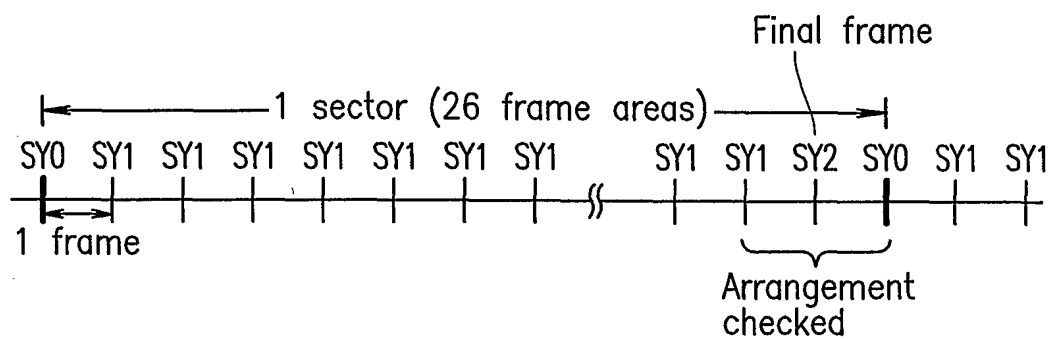 Final frame
1 sector (26 frame areas)
SY0 SY1 SY1 SY1 SY1 SY1 SY1 SY1 SY1 SY1 SY2 SY0 SY1 SY1
1 frame
Arrangement
checked